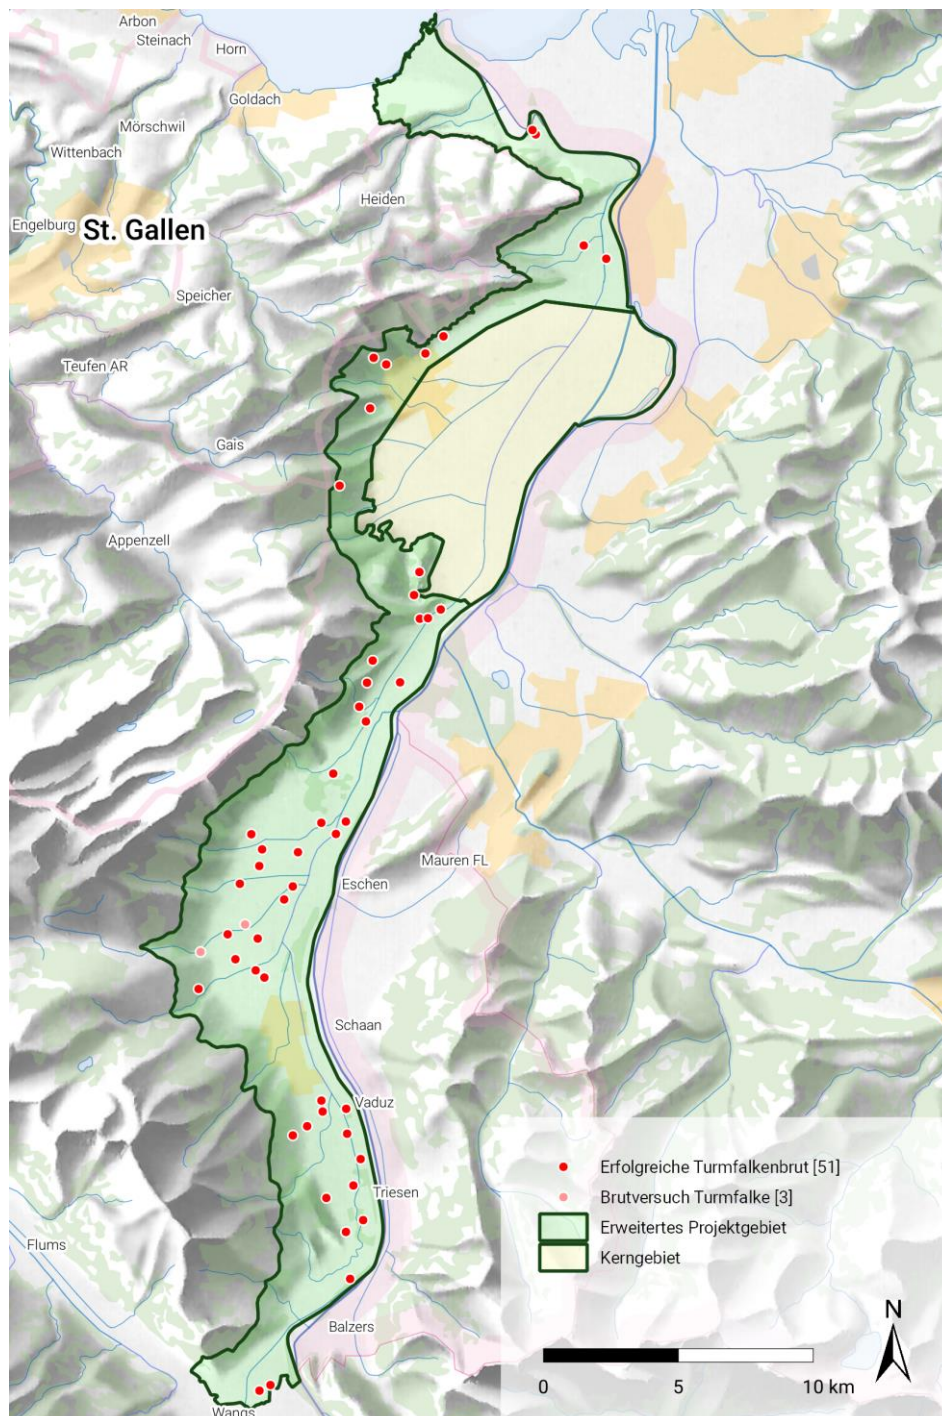 Arbon
Steinach
Horn
Goldach
Mörschwil
Wittenbach
Heiden
Engelburg
St. Gallen
Speicher
Teufen AR
Gais
Appenzell
Mauren FL
Eschen
Schaan
Vaduz
Triesen
Flums
Balzers
Wangs
Erfolgreiche Turmfalkenbrut [51]
Brutversuch Turmfalke [3]
Erweitertes Projektgebiet
Kerngebiet
N
0 5 10 km